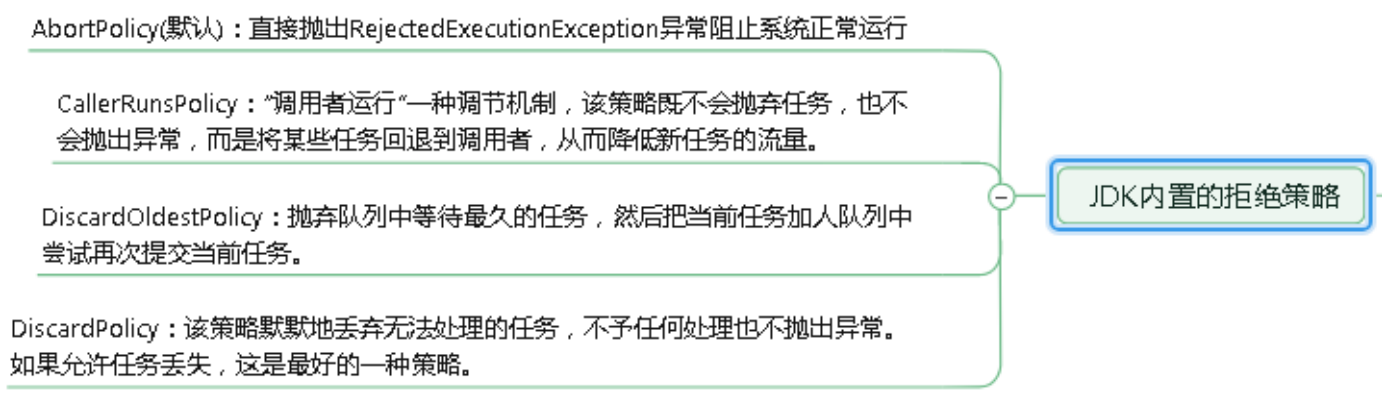 AbortPolicy(默认)：直接抛出RejectedExecutionException异常阻止系统正常运行
CallerRunsPolicy："调用者运行"一种调节机制，该策略既不会抛弃任务，也不
会抛出异常，而是将某些任务回退到调用者，从而降低新任务的流量。
JDK内置的拒绝策略
DiscardOldestPolicy：抛弃队列中等待最久的任务，然后把当前任务加人队列中
尝试再次提交当前任务。
DiscardPolicy：该策略默默地丢弃无法处理的任务，不予任何处理也不抛出异常。
如果允许任务丢失，这是最好的一种策略。